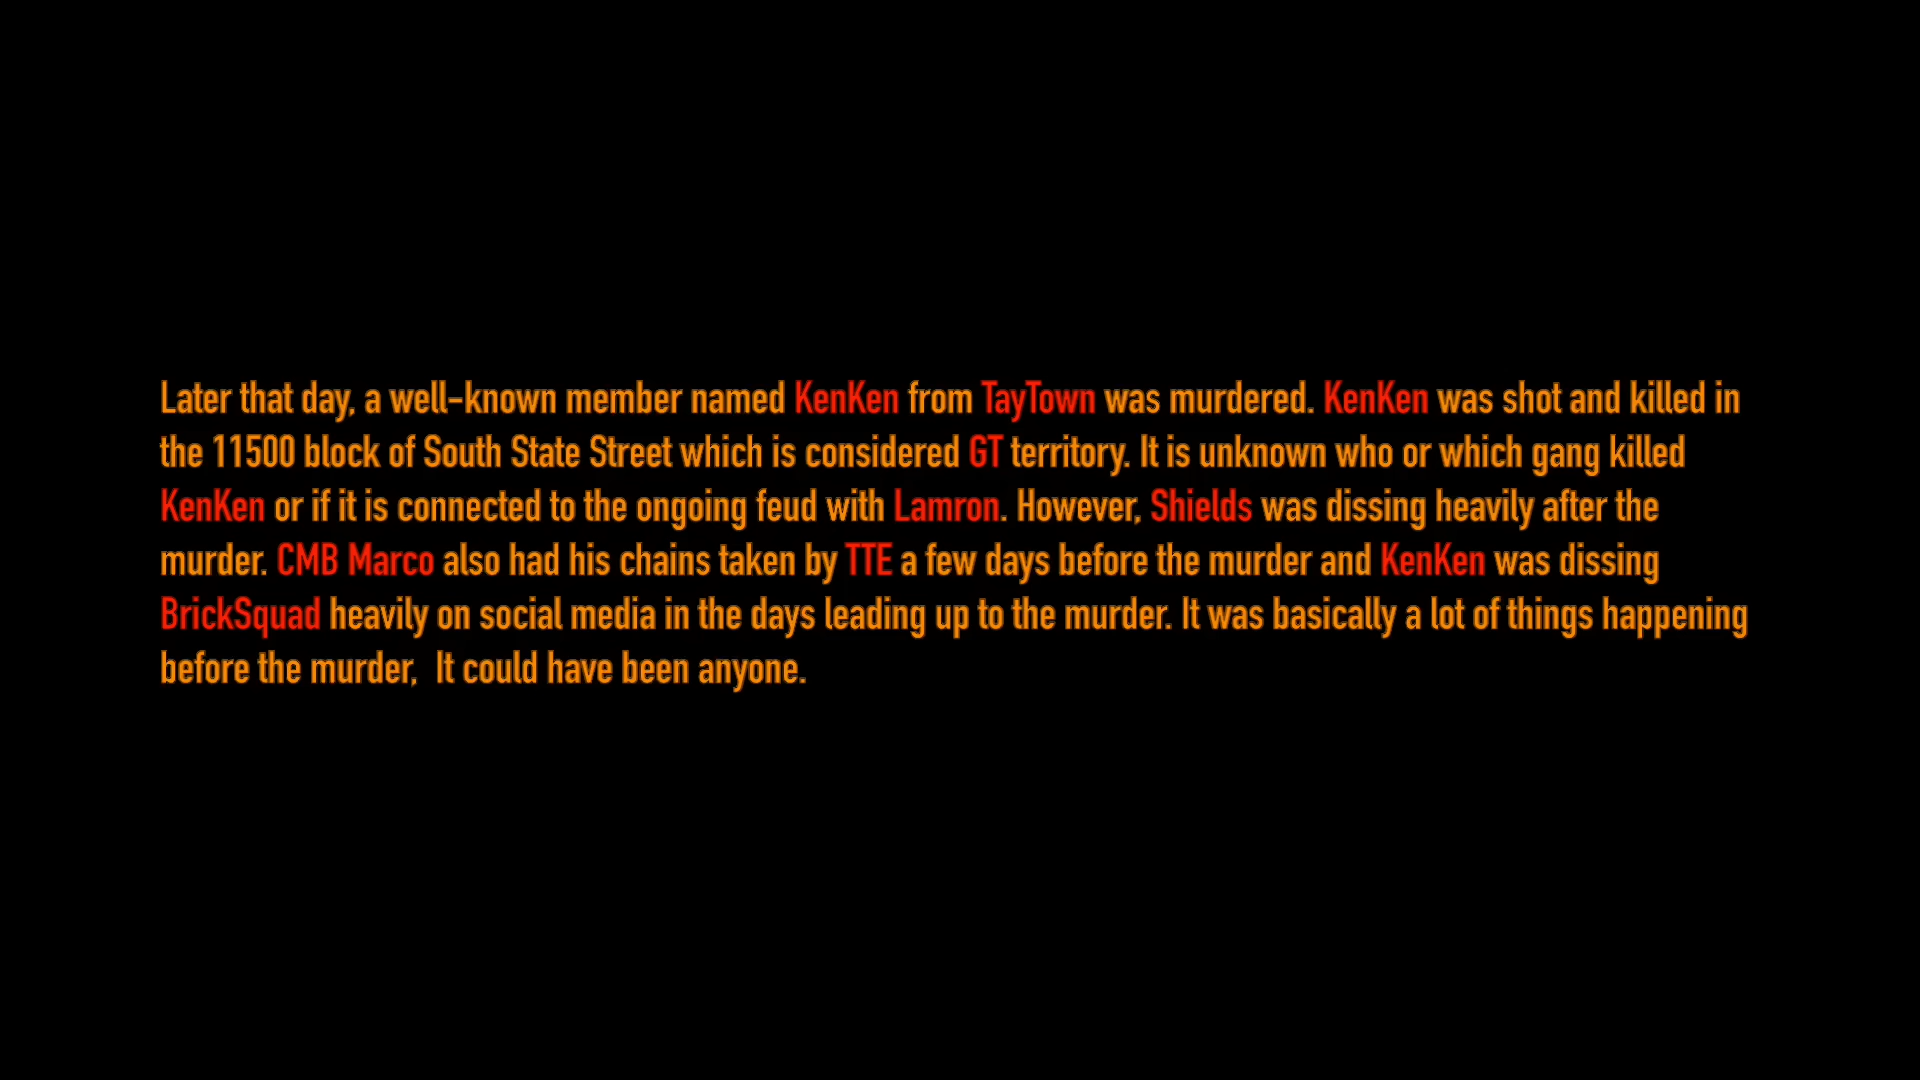 Later that day, a well-known member named KenKen from TayTown was murdered. KenKen was shot and killed in
the 11500 block of South State Street which is considered GT territory. It is unknown who or which gang killed
KenKen or if it is connected to the ongoing feud with Lamron. However, Shields was dissing heavily after the
murder. CMB Marco also had his chains taken by TTE a few days before the murder and KenKen was dissing
BrickSquad heavily on social media in the days leading up to the murder. It was basically a lot of things happening
before the murder,  It could have been anyone.